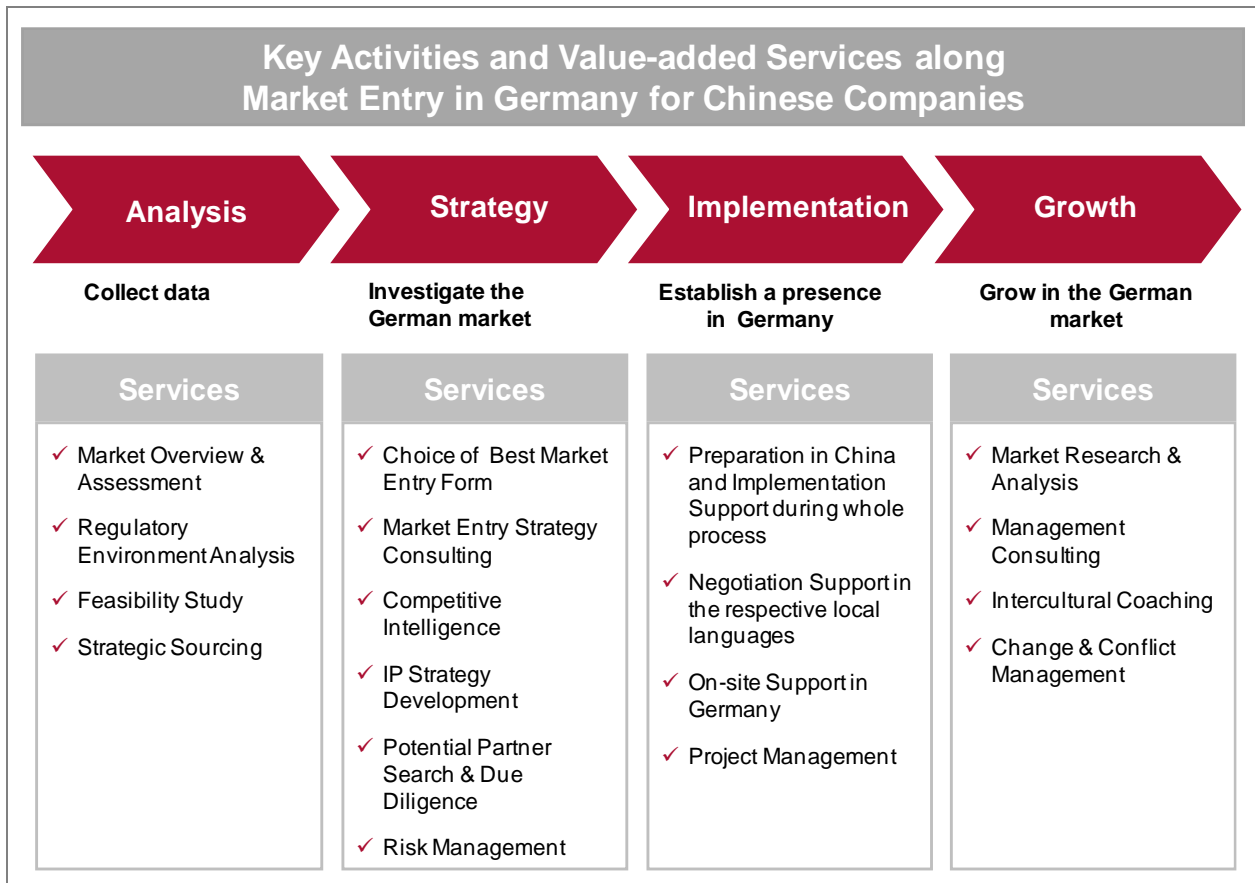 Key Activities and Value-added Services along
Market Entry in Germany for Chinese Companies
Analysis
Strategy
Implementation
Growth
Collect data
Investigate the
German market
Establish a presence
in Germany
Grow in the German
market
Services
Market Overview &
Assessment
Regulatory
Environment Analysis
Feasibility Study
Strategic Sourcing
Services
Choice of Best Market
Entry Form
Market Entry Strategy
Consulting
Competitive
Intelligence
IP Strategy
Development
Potential Partner
Search & Due
Diligence
Risk Management
Services
Preparation in China
and Implementation
Support during whole
process
Negotiation Support in
the respective local
languages
On-site Support in
Germany
Project Management
Services
Market Research &
Analysis
Management
Consulting
Intercultural Coaching
Change & Conflict
Management